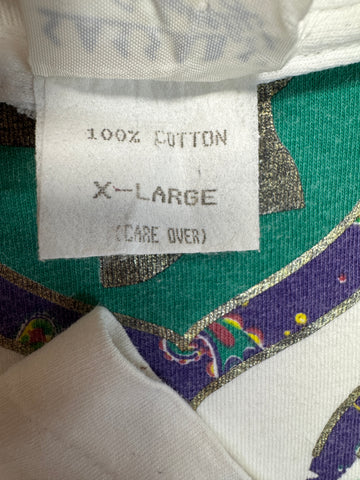 100% COTTON
X-LARGE
(CARE OVER)